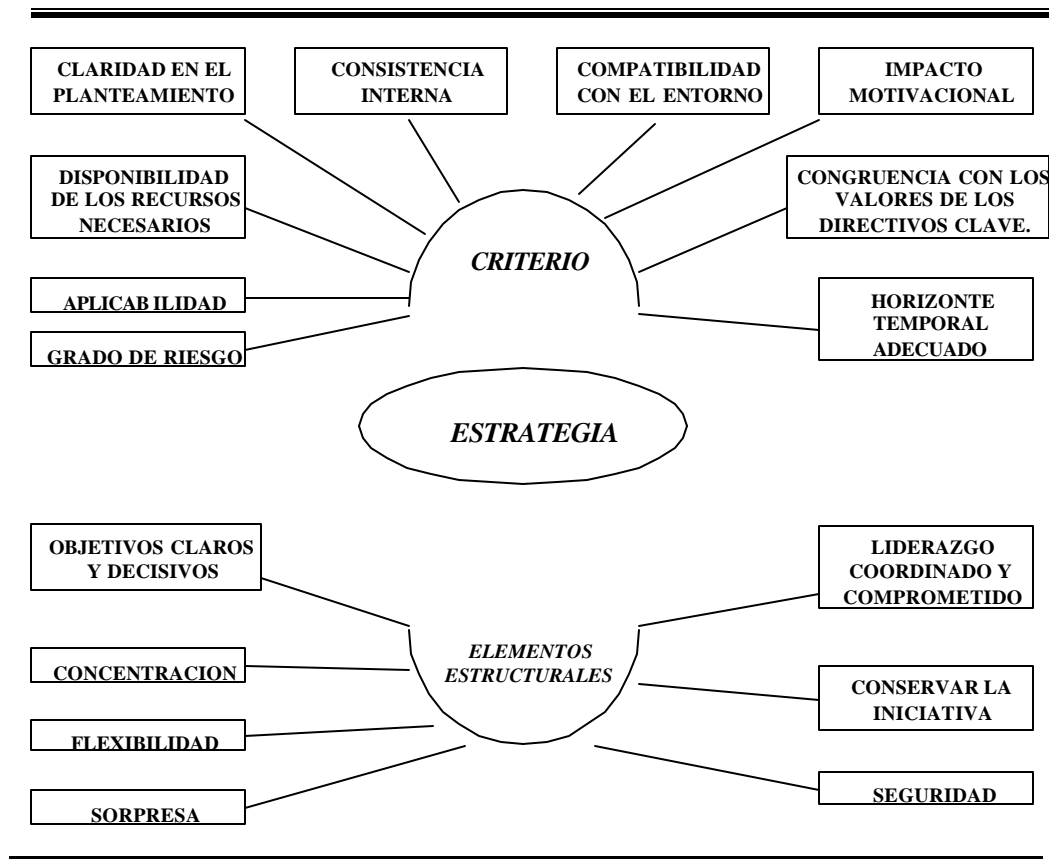 CLARIDAD EN EL
PLANTEAMIENTO
CONSISTENCIA
INTERNA
COMPATIBILIDAD
CON EL ENTORNO
IMPACTO
MOTIVACIONAL
DISPONIBILIDAD
DE LOS RECURSOS
NECESARIOS
CONGRUENCIA CON LOS
VALORES DE LOS
DIRECTIVOS CLAVE.
CRITERIO
APLICAB ILIDAD
HORIZONTE
TEMPORAL
ADECUADO
GRADO DE RIESGO
ESTRATEGIA
OBJETIVOS CLAROS
Y DECISIVOS
LIDERAZGO
COORDINADO Y
COMPROMETIDO
ELEMENTOS
ESTRUCTURALES
CONCENTRACION
CONSERVAR LA
INICIATIVA
FLEXIBILIDAD
SEGURIDAD
SORPRESA